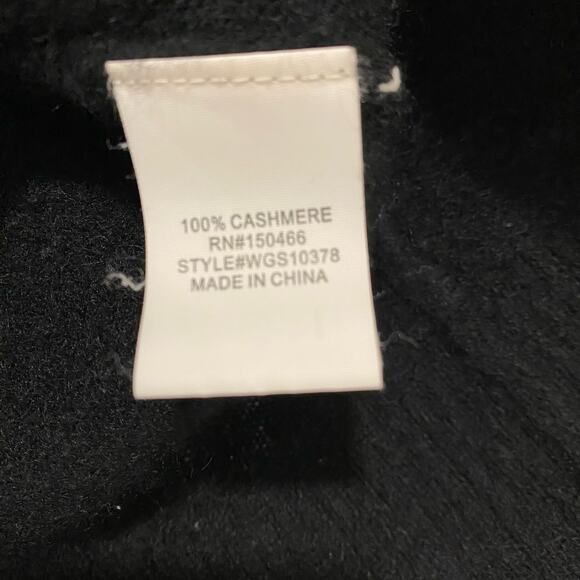 100% CASHMERE
RN#150466
STYLE#WGS10378
MADE IN CHINA